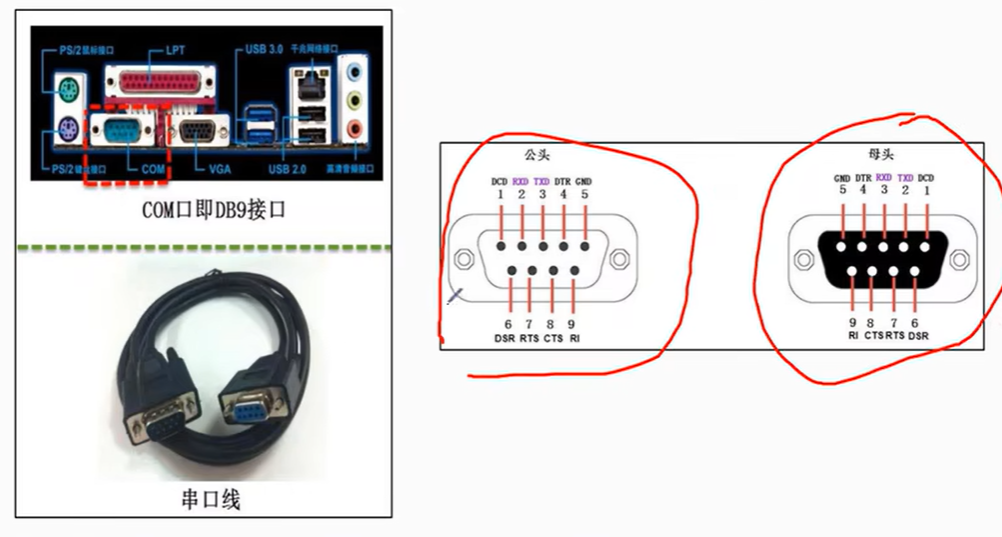 PS/2鼠标接口
LPT
USB 3.0
千兆网络接口
PS/2键盘接口
COM
VGA
USB 2.0
高清音频接口
COM口即DB9接口
串口线
公头
DCD RXD TXD DTR GND
1 2 3 4 5
6 7 8 9
DSR RTS CTS RI
母头
GND DTR RXD TXD DCD
5 4 3 2 1
9 8 7 6
RI CTS RTS DSR